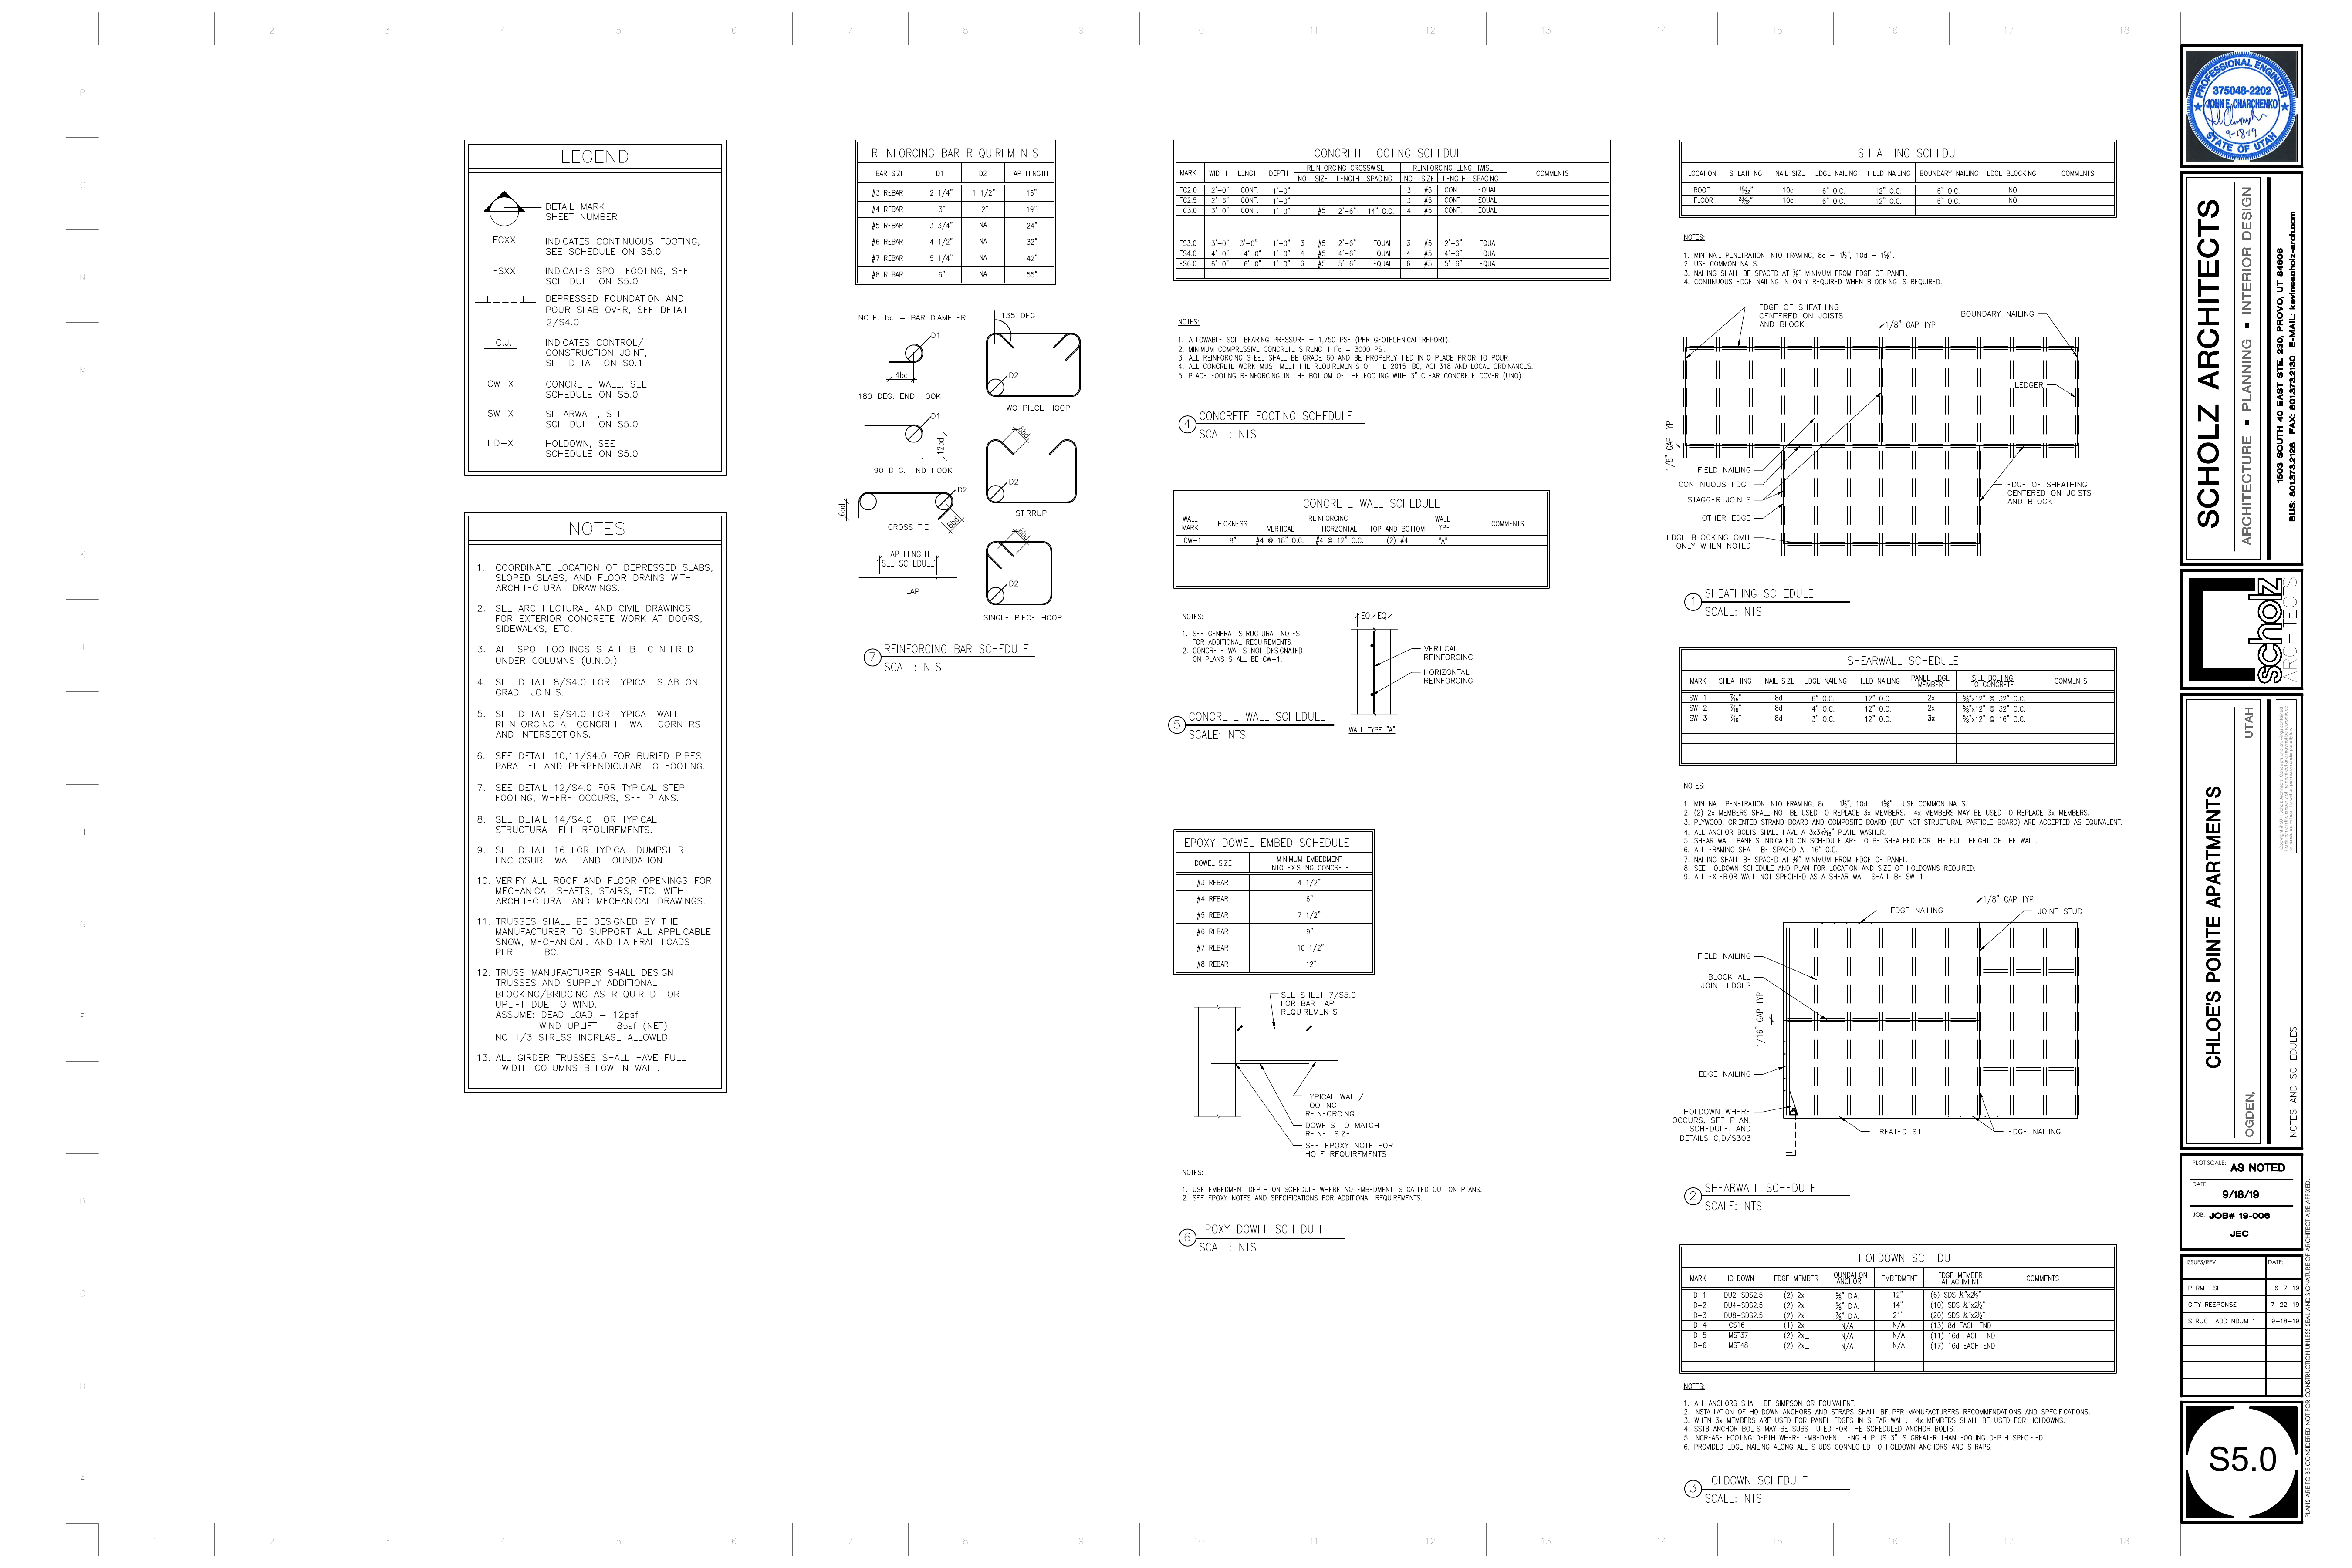 LEGEND
DETAIL MARK
SHEET NUMBER
FCXX INDICATES CONTINUOUS FOOTING,
SEE SCHEDULE ON S5.0
FSXX INDICATES SPOT FOOTING, SEE
SCHEDULE ON S5.0
DEPRESSED FOUNDATION AND
POUR SLAB OVER, SEE DETAIL
2/S4.0
C.J. INDICATES CONTROL/
CONSTRUCTION JOINT,
SEE DETAIL ON S0.1
CW-X CONCRETE WALL, SEE
SCHEDULE ON S5.0
SW-X SHEARWALL, SEE
SCHEDULE ON S5.0
HD-X HOLDOWN, SEE
SCHEDULE ON S5.0
NOTES
1. COORDINATE LOCATION OF DEPRESSED SLABS,
SLOPED SLABS, AND FLOOR DRAINS WITH
ARCHITECTURAL DRAWINGS.
2. SEE ARCHITECTURAL AND CIVIL DRAWINGS
FOR EXTERIOR CONCRETE WORK AT DOORS,
SIDEWALKS, ETC.
3. ALL SPOT FOOTINGS SHALL BE CENTERED
UNDER COLUMNS (U.N.O.)
4. SEE DETAIL 8/S4.0 FOR TYPICAL SLAB ON
GRADE JOINTS.
5. SEE DETAIL 9/S4.0 FOR TYPICAL WALL
REINFORCING AT CONCRETE WALL CORNERS
AND INTERSECTIONS.
6. SEE DETAIL 10,11/S4.0 FOR BURIED PIPES
PARALLEL AND PERPENDICULAR TO FOOTING.
7. SEE DETAIL 12/S4.0 FOR TYPICAL STEP
FOOTING, WHERE OCCURS, SEE PLANS.
8. SEE DETAIL 14/S4.0 FOR TYPICAL
STRUCTURAL FILL REQUIREMENTS.
9. SEE DETAIL 16 FOR TYPICAL DUMPSTER
ENCLOSURE WALL AND FOUNDATION.
10. VERIFY ALL ROOF AND FLOOR OPENINGS FOR
MECHANICAL SHAFTS, STAIRS, ETC. WITH
ARCHITECTURAL AND MECHANICAL DRAWINGS.
11. TRUSSES SHALL BE DESIGNED BY THE
MANUFACTURER TO SUPPORT ALL APPLICABLE
SNOW, MECHANICAL. AND LATERAL LOADS
PER THE IBC.
12. TRUSS MANUFACTURER SHALL DESIGN
TRUSSES AND SUPPLY ADDITIONAL
BLOCKING/BRIDGING AS REQUIRED FOR
UPLIFT DUE TO WIND.
ASSUME: DEAD LOAD = 12psf
WIND UPLIFT = 8psf (NET)
NO 1/3 STRESS INCREASE ALLOWED.
13. ALL GIRDER TRUSSES SHALL HAVE FULL
WIDTH COLUMNS BELOW IN WALL.
REINFORCING BAR REQUIREMENTS
BAR SIZE D1 D2 LAP LENGTH
#3 REBAR 2 1/4" 1 1/2" 16"
#4 REBAR 3" 2" 19"
#5 REBAR 3 3/4" NA 24"
#6 REBAR 4 1/2" NA 32"
#7 REBAR 5 1/4" NA 42"
#8 REBAR 6" NA 55"
NOTE: bd = BAR DIAMETER
135 DEG
D1
4bd
D2
180 DEG. END HOOK
TWO PIECE HOOP
D1
12bd
6bd
D2
90 DEG. END HOOK
STIRRUP
D2
6bd
6bd
CROSS TIE
LAP LENGTH
SEE SCHEDULE
LAP
6bd
D2
SINGLE PIECE HOOP
7 REINFORCING BAR SCHEDULE
SCALE: NTS
CONCRETE FOOTING SCHEDULE
MARK WIDTH LENGTH DEPTH REINFORCING CROSSWISE REINFORCING LENGTHWISE COMMENTS
NO SIZE LENGTH SPACING NO SIZE LENGTH SPACING
FC2.0 2'-0" CONT. 1'-0" 3 #5 CONT. EQUAL
FC2.5 2'-6" CONT. 1'-0" 3 #5 CONT. EQUAL
FC3.0 3'-0" CONT. 1'-0" #5 2'-6" 14" O.C. 4 #5 CONT. EQUAL
FS3.0 3'-0" 3'-0" 1'-0" 3 #5 2'-6" EQUAL 3 #5 2'-6" EQUAL
FS4.0 4'-0" 4'-0" 1'-0" 4 #5 4'-6" EQUAL 4 #5 4'-6" EQUAL
FS6.0 6'-0" 6'-0" 1'-0" 6 #5 5'-6" EQUAL 6 #5 5'-6" EQUAL
NOTES:
1. ALLOWABLE SOIL BEARING PRESSURE = 1,750 PSF (PER GEOTECHNICAL REPORT).
2. MINIMUM COMPRESSIVE CONCRETE STRENGTH f'c = 3000 PSI.
3. ALL REINFORCING STEEL SHALL BE GRADE 60 AND BE PROPERLY TIED INTO PLACE PRIOR TO POUR.
4. ALL CONCRETE WORK MUST MEET THE REQUIREMENTS OF THE 2015 IBC, ACI 318 AND LOCAL ORDINANCES.
5. PLACE FOOTING REINFORCING IN THE BOTTOM OF THE FOOTING WITH 3" CLEAR CONCRETE COVER (UNO).
4 CONCRETE FOOTING SCHEDULE
SCALE: NTS
CONCRETE WALL SCHEDULE
WALL MARK THICKNESS REINFORCING WALL TYPE COMMENTS
VERTICAL HORZONTAL TOP AND BOTTOM
CW-1 8" #4 @ 18" O.C. #4 @ 12" O.C. (2) #4 "A"
NOTES:
1. SEE GENERAL STRUCTURAL NOTES
FOR ADDITIONAL REQUIREMENTS.
2. CONCRETE WALLS NOT DESIGNATED
ON PLANS SHALL BE CW-1.
EQ EQ
VERTICAL
REINFORCING
HORIZONTAL
REINFORCING
WALL TYPE "A"
5 CONCRETE WALL SCHEDULE
SCALE: NTS
EPOXY DOWEL EMBED SCHEDULE
DOWEL SIZE MINIMUM EMBEDMENT
INTO EXISTING CONCRETE
#3 REBAR 4 1/2"
#4 REBAR 6"
#5 REBAR 7 1/2"
#6 REBAR 9"
#7 REBAR 10 1/2"
#8 REBAR 12"
SEE SHEET 7/S5.0
FOR BAR LAP
REQUIREMENTS
TYPICAL WALL/
FOOTING
REINFORCING
DOWELS TO MATCH
REINF. SIZE
SEE EPOXY NOTE FOR
HOLE REQUIREMENTS
NOTES:
1. USE EMBEDMENT DEPTH ON SCHEDULE WHERE NO EMBEDMENT IS CALLED OUT ON PLANS.
2. SEE EPOXY NOTES AND SPECIFICATIONS FOR ADDITIONAL REQUIREMENTS.
6 EPOXY DOWEL SCHEDULE
SCALE: NTS
SHEATHING SCHEDULE
LOCATION SHEATHING NAIL SIZE EDGE NAILING FIELD NAILING BOUNDARY NAILING EDGE BLOCKING COMMENTS
ROOF 19/32" 10d 6" O.C. 12" O.C. 6" O.C. NO
FLOOR 23/32" 10d 6" O.C. 12" O.C. 6" O.C. NO
NOTES:
1. MIN NAIL PENETRATION INTO FRAMING, 8d - 1½", 10d - 1⅝".
2. USE COMMON NAILS.
3. NAILING SHALL BE SPACED AT ⅜" MINIMUM FROM EDGE OF PANEL.
4. CONTINUOUS EDGE NAILING IN ONLY REQUIRED WHEN BLOCKING IS REQUIRED.
EDGE OF SHEATHING
CENTERED ON JOISTS
AND BLOCK
1/8" GAP TYP
BOUNDARY NAILING
LEDGER
1/8" GAP TYP
FIELD NAILING
CONTINUOUS EDGE
STAGGER JOINTS
OTHER EDGE
EDGE BLOCKING OMIT
ONLY WHEN NOTED
EDGE OF SHEATHING
CENTERED ON JOISTS
AND BLOCK
1 SHEATHING SCHEDULE
SCALE: NTS
SHEARWALL SCHEDULE
MARK SHEATHING NAIL SIZE EDGE NAILING FIELD NAILING PANEL EDGE MEMBER SILL BOLTING TO CONCRETE COMMENTS
SW-1 7/16" 8d 6" O.C. 12" O.C. 2x ⅝"x12" @ 32" O.C.
SW-2 7/16" 8d 4" O.C. 12" O.C. 2x ⅝"x12" @ 32" O.C.
SW-3 7/16" 8d 3" O.C. 12" O.C. 3x ⅝"x12" @ 16" O.C.
NOTES:
1. MIN NAIL PENETRATION INTO FRAMING, 8d - 1½", 10d - 1⅝". USE COMMON NAILS.
2. (2) 2x MEMBERS SHALL NOT BE USED TO REPLACE 3x MEMBERS. 4x MEMBERS MAY BE USED TO REPLACE 3x MEMBERS.
3. PLYWOOD, ORIENTED STRAND BOARD AND COMPOSITE BOARD (BUT NOT STRUCTURAL PARTICLE BOARD) ARE ACCEPTED AS EQUIVALENT.
4. ALL ANCHOR BOLTS SHALL HAVE A PLATE WASHER.
5. SHEAR WALL PANELS INDICATED ON SCHEDULE ARE TO BE SHEATHED FOR THE FULL HEIGHT OF THE WALL.
6. ALL FRAMING SHALL BE SPACED AT 16" O.C.
7. NAILING SHALL BE SPACED AT ⅜" MINIMUM FROM EDGE OF PANEL.
8. SEE HOLDOWN SCHEDULE AND PLAN FOR LOCATION AND SIZE OF HOLDOWNS REQUIRED.
9. ALL EXTERIOR WALL NOT SPECIFIED AS A SHEAR WALL SHALL BE SW-1
EDGE NAILING
1/8" GAP TYP
JOINT STUD
FIELD NAILING
BLOCK ALL
JOINT EDGES
1/16" GAP TYP
EDGE NAILING
HOLDOWN WHERE
OCCURS, SEE PLAN,
SCHEDULE, AND
DETAILS C,D/S303
TREATED SILL
EDGE NAILING
2 SHEARWALL SCHEDULE
SCALE: NTS
HOLDOWN SCHEDULE
MARK HOLDOWN EDGE MEMBER FOUNDATION ANCHOR EMBEDMENT EDGE MEMBER ATTACHMENT COMMENTS
HD-1 HDU2-SDS2.5 (2) 2x_ ⅝" DIA. 12" (6) SDS ¼"x2½"
HD-2 HDU4-SDS2.5 (2) 2x_ ⅝" DIA. 14" (10) SDS ¼"x2½"
HD-3 HDU8-SDS2.5 (2) 2x_ ⅞" DIA. 21" (20) SDS ¼"x2½"
HD-4 CS16 (1) 2x_ N/A N/A (13) 8d EACH END
HD-5 MST37 (2) 2x_ N/A N/A (11) 16d EACH END
HD-6 MST48 (2) 2x_ N/A N/A (17) 16d EACH END
NOTES:
1. ALL ANCHORS SHALL BE SIMPSON OR EQUIVALENT.
2. INSTALLATION OF HOLDOWN ANCHORS AND STRAPS SHALL BE PER MANUFACTURERS RECOMMENDATIONS AND SPECIFICATIONS.
3. WHEN 3x MEMBERS ARE USED FOR PANEL EDGES IN SHEAR WALL. 4x MEMBERS SHALL BE USED FOR HOLDOWNS.
4. SSTB ANCHOR BOLTS MAY BE SUBSTITUTED FOR THE SCHEDULED ANCHOR BOLTS.
5. INCREASE FOOTING DEPTH WHERE EMBEDMENT LENGTH PLUS 3" IS GREATER THAN FOOTING DEPTH SPECIFIED.
6. PROVIDED EDGE NAILING ALONG ALL STUDS CONNECTED TO HOLDOWN ANCHORS AND STRAPS.
3 HOLDOWN SCHEDULE
SCALE: NTS
PROFESSIONAL ENGINEER
375048-2202
JOHN E. CHARCHENKO
9-18-19
STATE OF UTAH
SCHOLZ ARCHITECTS
ARCHITECTURE ▪ PLANNING ▪ INTERIOR DESIGN
1503 SOUTH 40 EAST STE. 230, PROVO, UT 84606
BUS: 801.373.2128 FAX: 801.373.2130 E-MAIL: kevinescholz-arch.com
scholz
ARCHITECTS
CHLOE'S POINTE APARTMENTS
OGDEN, UTAH
NOTES AND SCHEDULES
PLOT SCALE: AS NOTED
DATE:
9/18/19
JOB: JOB# 19-006
JEC
ISSUES/REV: DATE:
PERMIT SET 6-7-19
CITY RESPONSE 7-22-19
STRUCT ADDENDUM 1 9-18-19
S5.0
PLANS ARE TO BE CONSIDERED NOT FOR CONSTRUCTION UNLESS SEAL AND SIGNATURE OF ARCHITECT ARE AFFIXED.
1 2 3 4 5 6 7 8 9 10 11 12 13 14 15 16 17 18
P
O
N
M
L
K
J
I
H
G
F
E
D
C
B
A
1 2 3 4 5 6 7 8 9 10 11 12 13 14 15 16 17 18